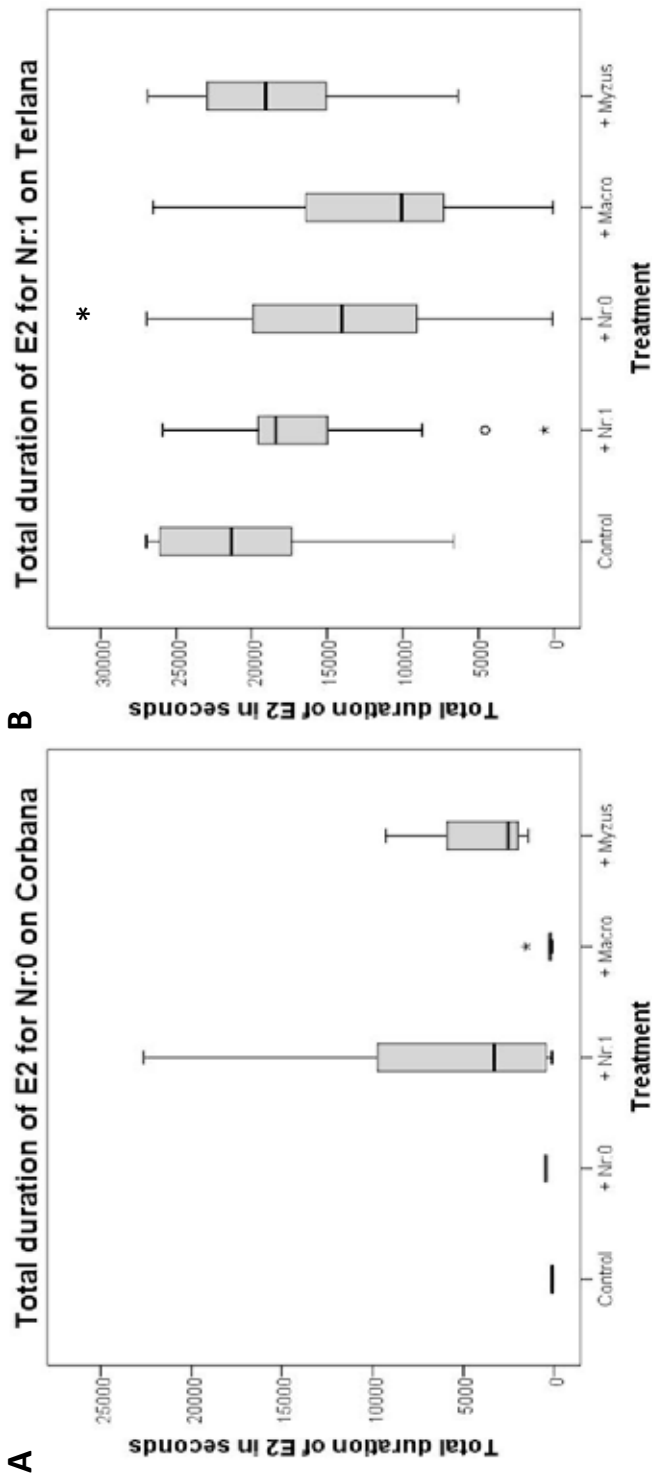 A
Total duration of E2 for Nr:0 on Corbana
Total duration of E2 in seconds
25000
20000
15000
10000
5000
0
*
Control
+ Nr:0
+ Nr:1
+ Macro
+ Myzus
Treatment
B
Total duration of E2 for Nr:1 on Terlana
Total duration of E2 in seconds
30000
25000
20000
15000
10000
5000
0
*
*
Control
+ Nr:1
+ Nr:0
+ Macro
+ Myzus
Treatment